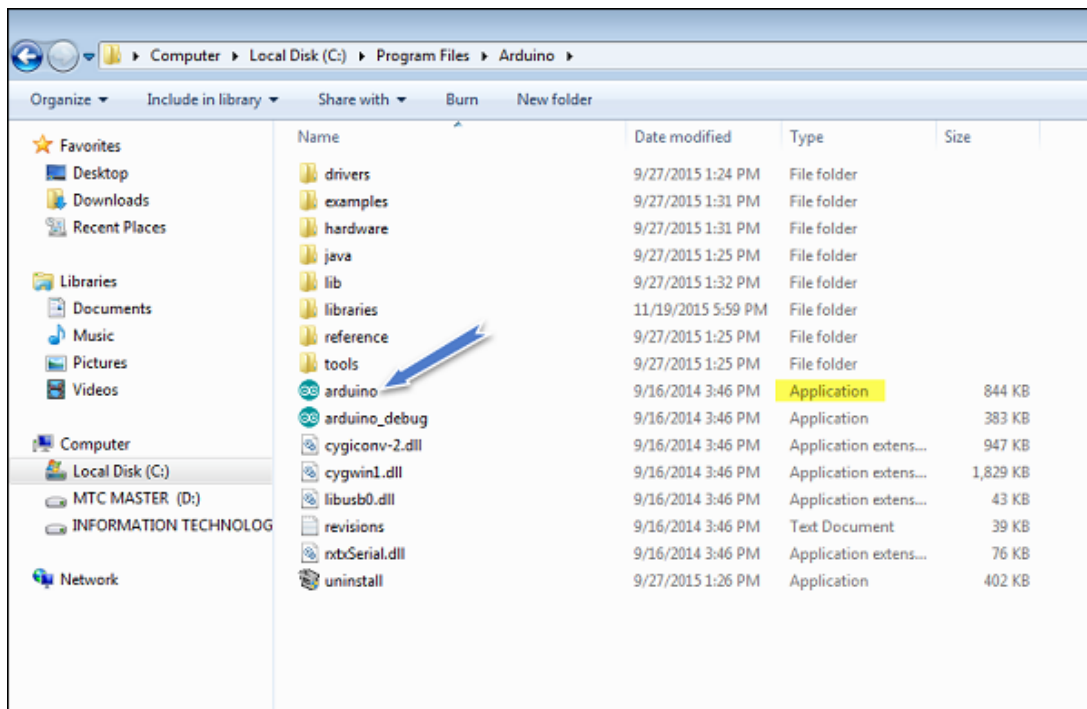 Computer Local Disk (C:) Program Files Arduino
Organize Include in library Share with Burn New folder
Favorites
Desktop
Downloads
Recent Places
Libraries
Documents
Music
Pictures
Videos
Computer
Local Disk (C:)
MTC MASTER (D:)
INFORMATION TECHNOLOG
Network
Name Date modified Type Size
drivers 9/27/2015 1:24 PM File folder
examples 9/27/2015 1:31 PM File folder
hardware 9/27/2015 1:31 PM File folder
java 9/27/2015 1:25 PM File folder
lib 9/27/2015 1:32 PM File folder
libraries 11/19/2015 5:59 PM File folder
reference 9/27/2015 1:25 PM File folder
tools 9/27/2015 1:25 PM File folder
arduino 9/16/2014 3:46 PM Application 844 KB
arduino_debug 9/16/2014 3:46 PM Application 383 KB
cygiconv-2.dll 9/16/2014 3:46 PM Application extens... 947 KB
cygwin1.dll 9/16/2014 3:46 PM Application extens... 1,829 KB
libusb0.dll 9/16/2014 3:46 PM Application extens... 43 KB
revisions 9/16/2014 3:46 PM Text Document 39 KB
rxtxSerial.dll 9/16/2014 3:46 PM Application extens... 76 KB
uninstall 9/27/2015 1:26 PM Application 402 KB